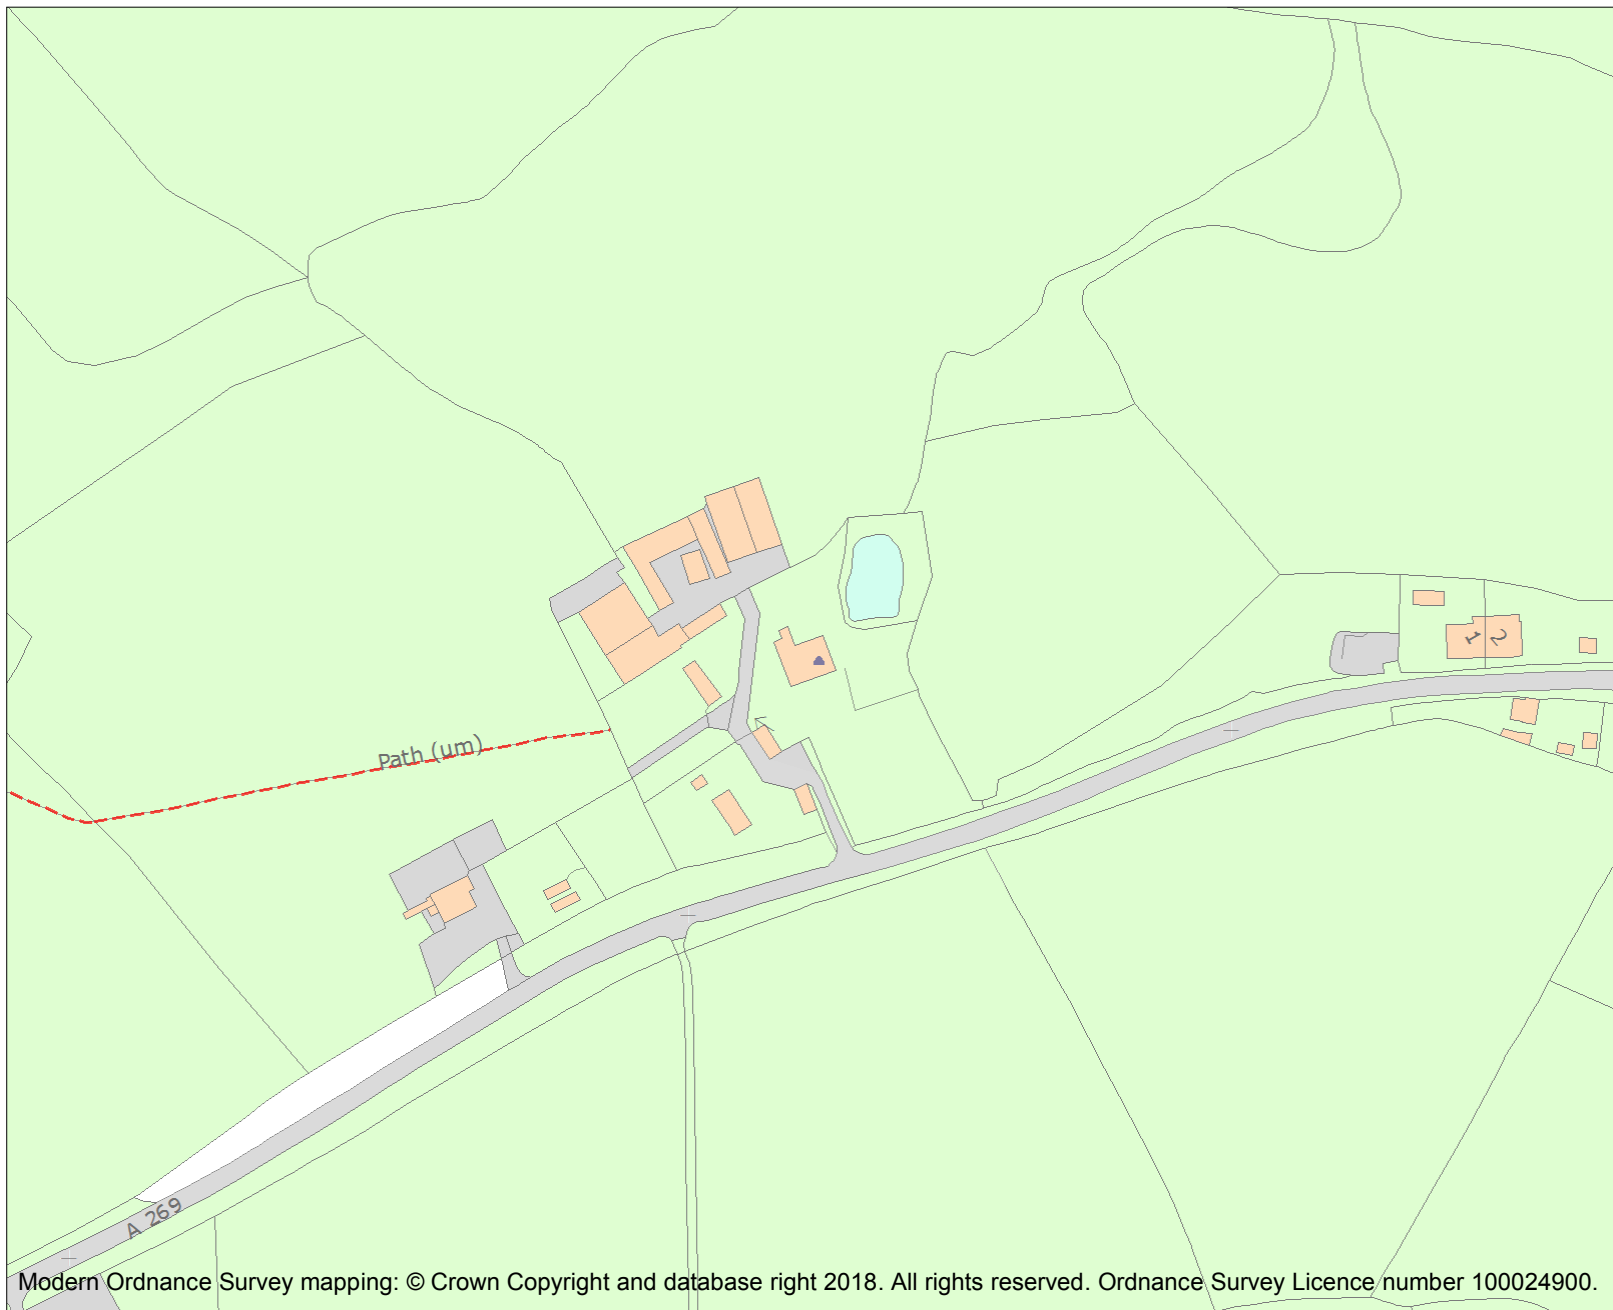 1
2
Path (um)
A 269
Modern Ordnance Survey mapping: © Crown Copyright and database right 2018. All rights reserved. Ordnance Survey Licence number 100024900.